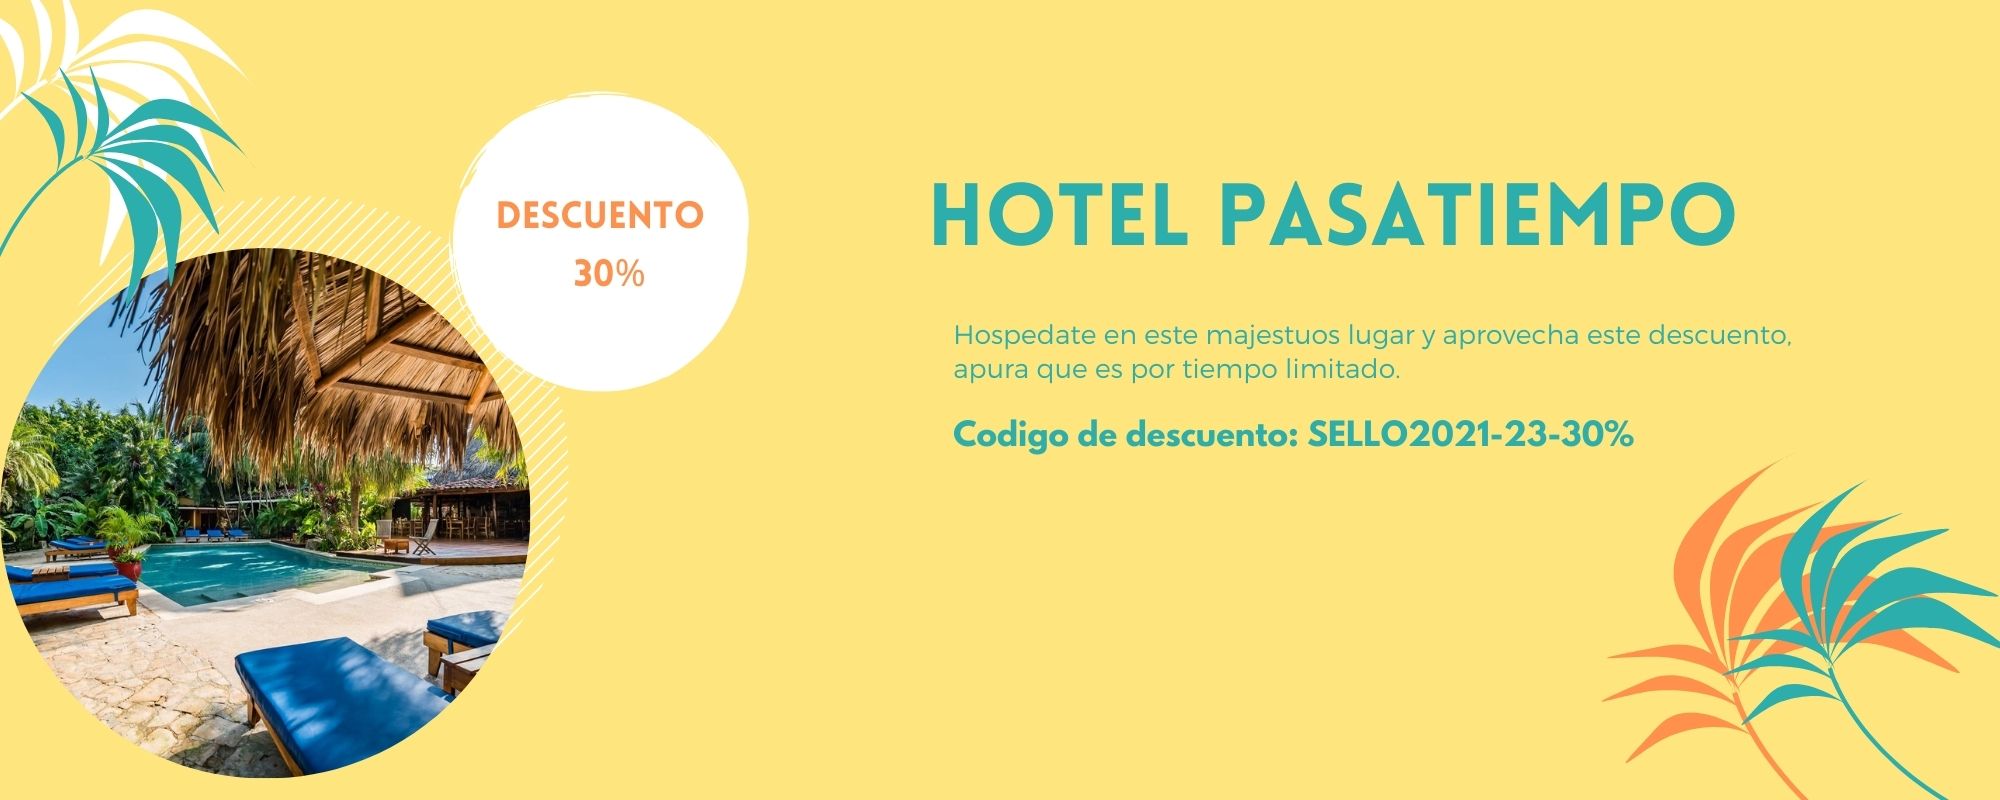 DESCUENTO
30%
HOTEL PASATIEMPO
Hospedate en este majestuos lugar y aprovecha este descuento,
apura que es por tiempo limitado.
Codigo de descuento: SELLO2021-23-30%